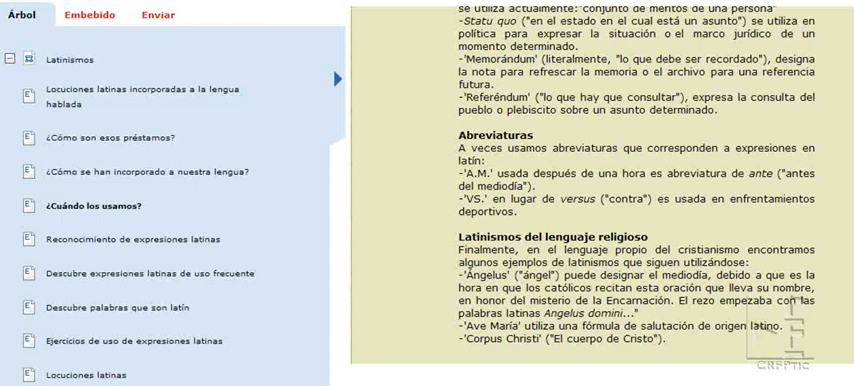 Árbol
Embebido
Enviar
Latinismos
Locuciones latinas incorporadas a la lengua
hablada
¿Cómo son esos préstamos?
¿Cómo se han incorporado a nuestra lengua?
¿Cuándo los usamos?
Reconocimiento de expresiones latinas
Descubre expresiones latinas de uso frecuente
Descubre palabras que son latín
Ejercicios de uso de expresiones latinas
Locuciones latinas
se utiliza actualmente:"conjunto de méritos de una persona"
-Statu quo ("en el estado en el cual está un asunto") se utiliza en
política para expresar la situación o el marco jurídico de un
momento determinado.
-'Memorándum' (literalmente, "lo que debe ser recordado"), designa
la nota para refrescar la memoria o el archivo para una referencia
futura.
-'Referéndum' ("lo que hay que consultar"), expresa la consulta del
pueblo o plebiscito sobre un asunto determinado.
Abreviaturas
A veces usamos abreviaturas que corresponden a expresiones en
latín:
-'A.M.' usada después de una hora es abreviatura de ante ("antes
del mediodía").
-'VS.' en lugar de versus ("contra") es usada en enfrentamientos
deportivos.
Latinismos del lenguaje religioso
Finalmente, en el lenguaje propio del cristianismo encontramos
algunos ejemplos de latinismos que siguen utilizándose:
-'Ángelus' ("ángel") puede designar el mediodía, debido a que es la
hora en que los católicos recitan esta oración que lleva su nombre,
en honor del misterio de la Encarnación. El rezo empezaba con las
palabras latinas Angelus domini..."
-'Ave María' utiliza una fórmula de salutación de origen latino.
-'Corpus Christi' ("El cuerpo de Cristo").